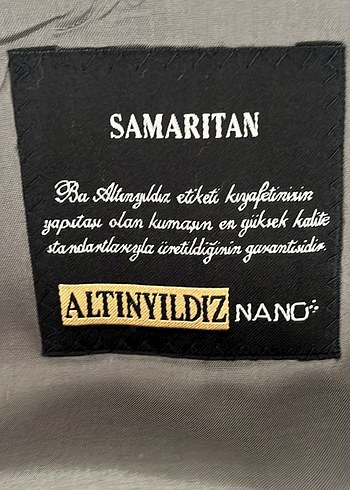 SAMARITAN
Bu Altınyıldız etiketi kıyafetinizin
yapıtaşı olan kumaşın en yüksek kalite
standartlarıyla üretildiğinin garantisidir.
ALTINYILDIZ NANO